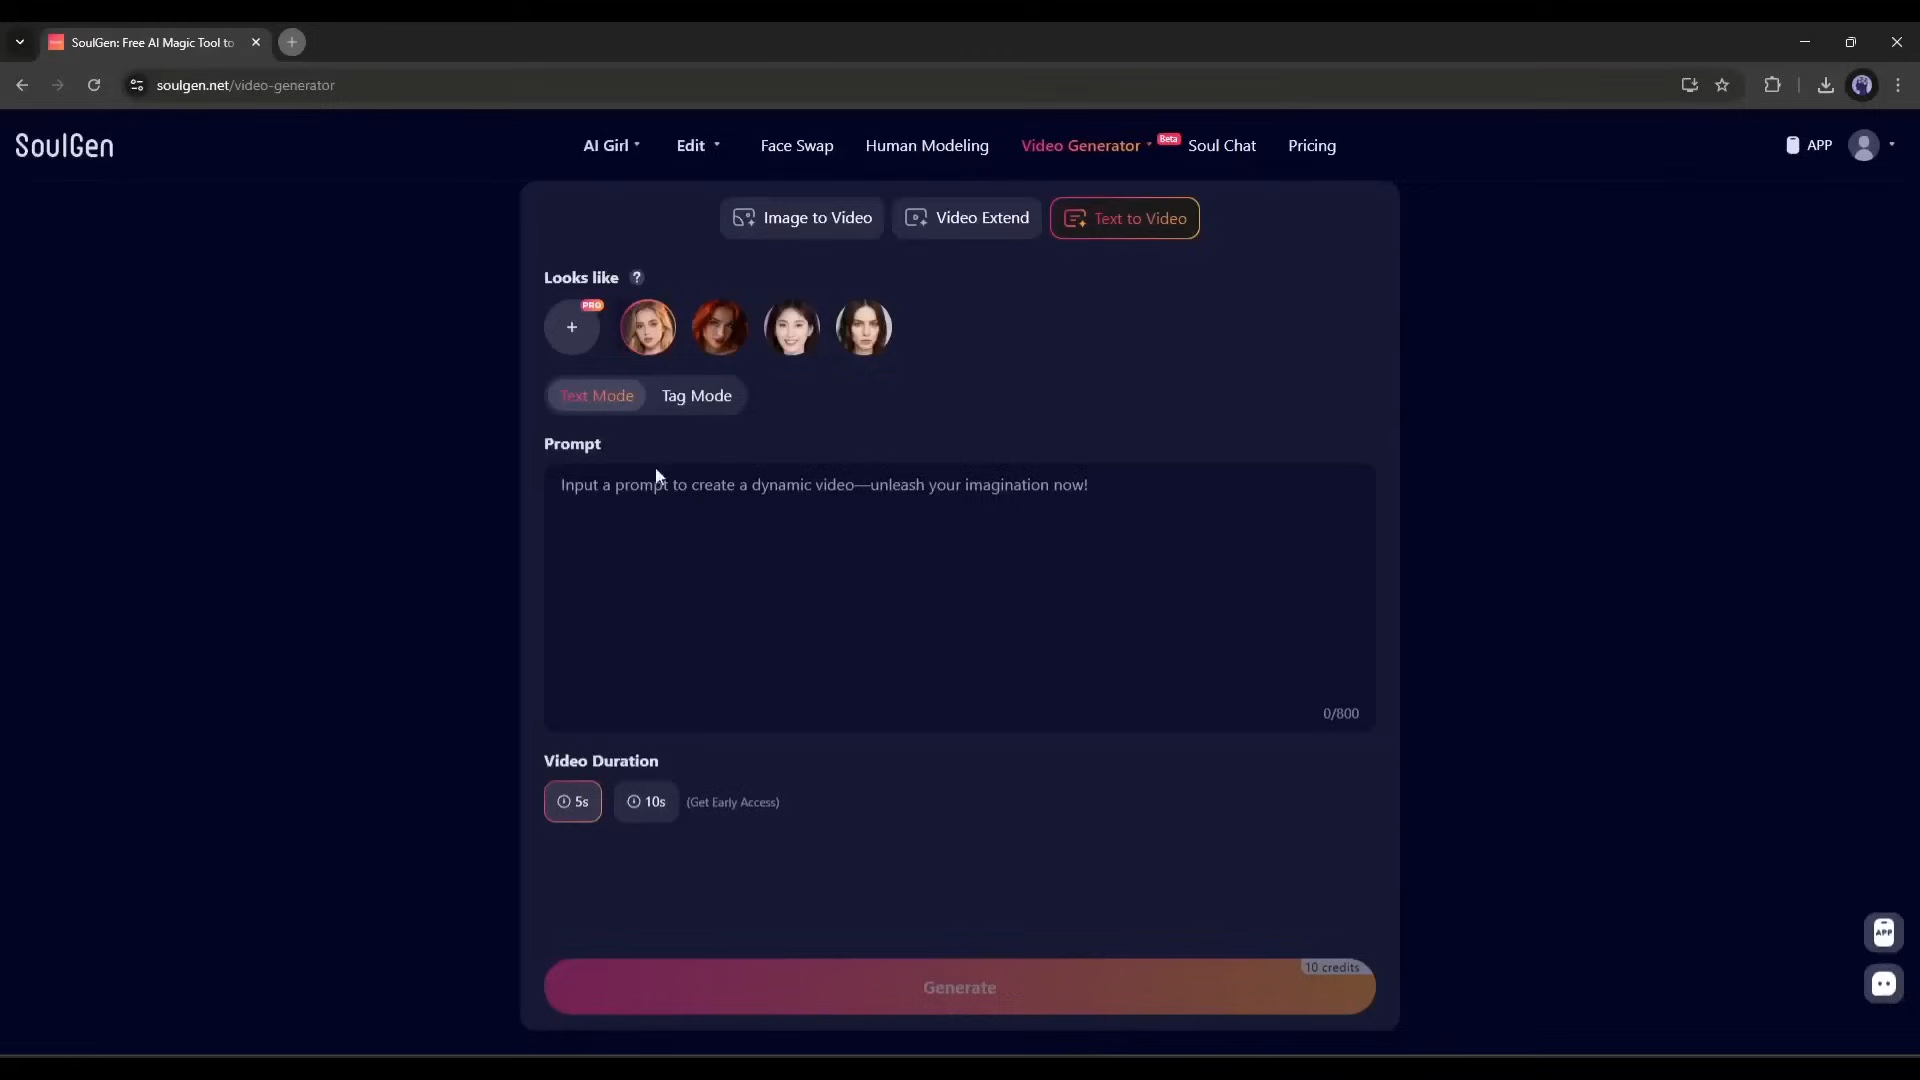 SoulGen: Free AI Magic Tool to
soulgen.net/video-generator
SoulGen
AI Girl
Edit
Face Swap
Human Modeling
Video Generator
Beta
Soul Chat
Pricing
APP
Image to Video
Video Extend
Text to Video
Looks like ?
PRO
+
Text Mode
Tag Mode
Prompt
Input a prompt to create a dynamic video—unleash your imagination now!
0/800
Video Duration
5s
10s
(Get Early Access)
APP
10 credits
Generate